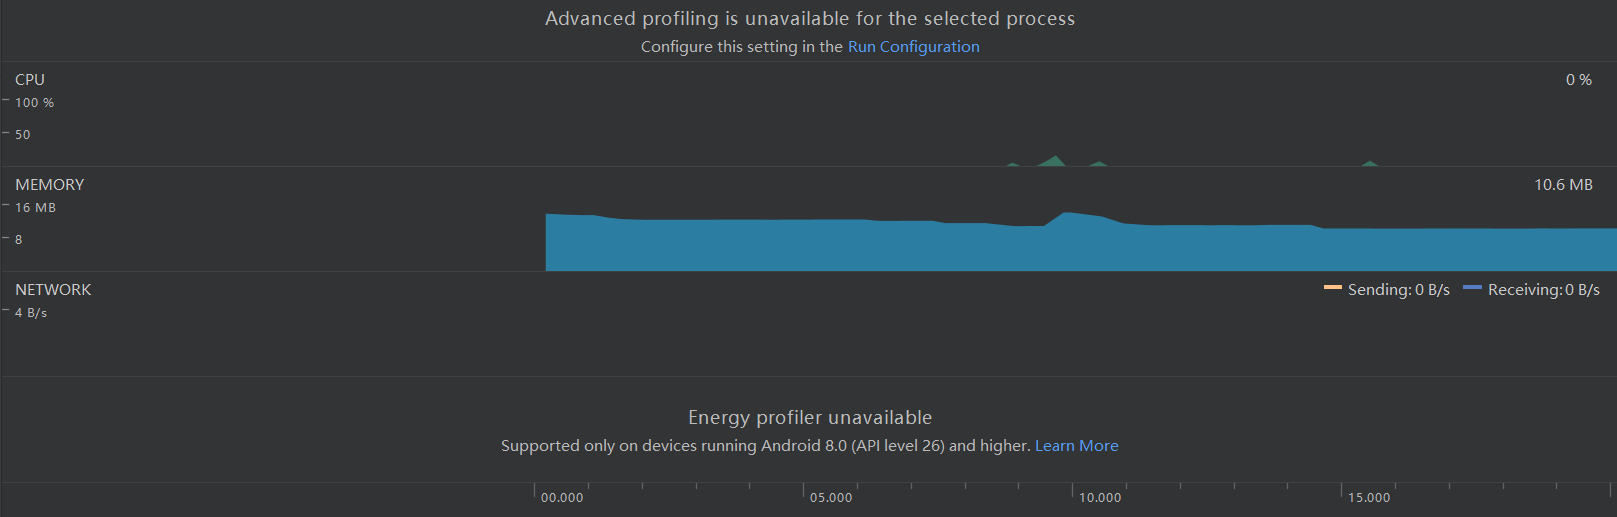 Advanced profiling is unavailable for the selected process
Configure this setting in the Run Configuration
CPU
0 %
100 %
50
MEMORY
10.6 MB
16 MB
8
NETWORK
Sending: 0 B/s
Receiving: 0 B/s
4 B/s
Energy profiler unavailable
Supported only on devices running Android 8.0 (API level 26) and higher. Learn More
00.000
05.000
10.000
15.000